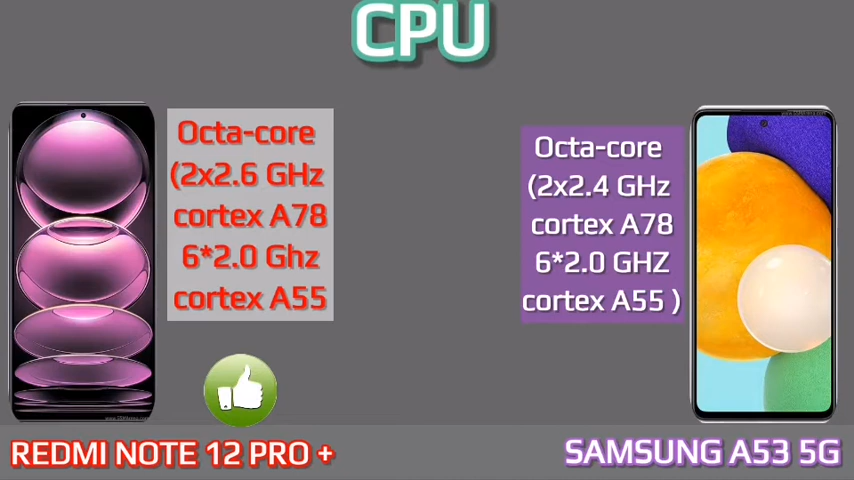 CPU
Octa-core
(2x2.6 GHz
cortex A78
6*2.0 Ghz
cortex A55
Octa-core
(2x2.4 GHz
cortex A78
6*2.0 GHZ
cortex A55 )
REDMI NOTE 12 PRO +
SAMSUNG A53 5G